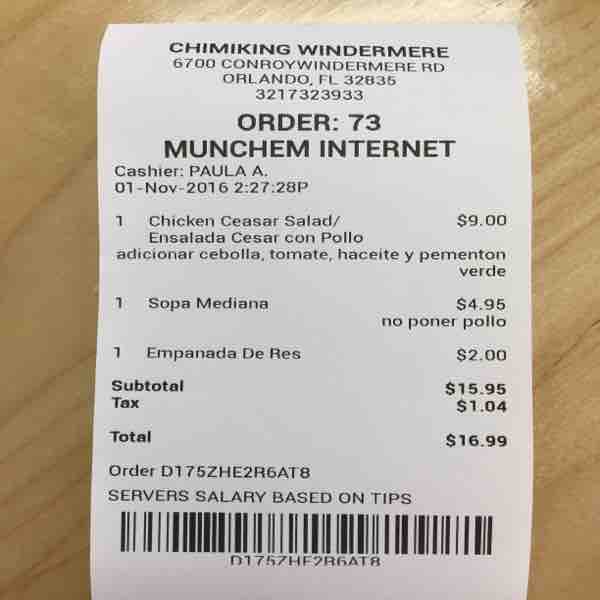 CHIMIKING WINDERMERE
6700 CONROYWINDERMERE RD
ORLANDO, FL 32835
3217323933
ORDER: 73
MUNCHEM INTERNET
Cashier: PAULA A.
01-Nov-2016 2:27:28P
1 Chicken Ceasar Salad/ $9.00
Ensalada Cesar con Pollo
adicionar cebolla, tomate, haceite y pementon
verde
1 Sopa Mediana $4.95
no poner pollo
1 Empanada De Res $2.00
Subtotal $15.95
Tax $1.04
Total $16.99
Order D175ZHE2R6AT8
SERVERS SALARY BASED ON TIPS
D175ZHE2R6AT8